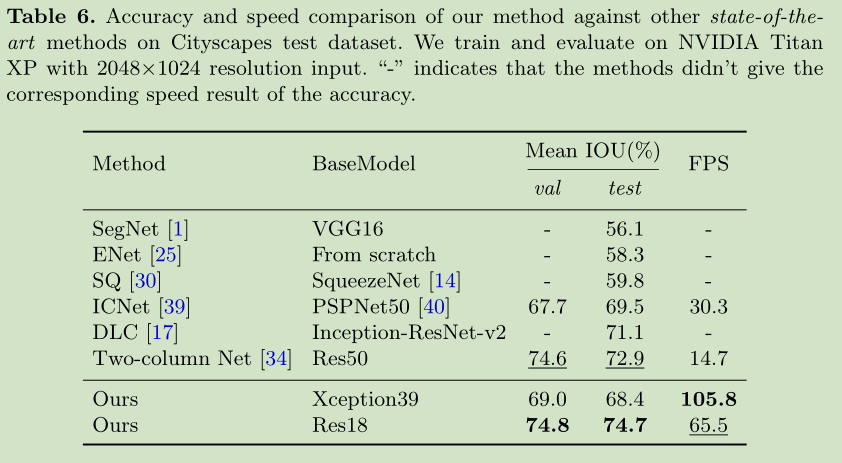 Table 6. Accuracy and speed comparison of our method against other state-of-the-
art methods on Cityscapes test dataset. We train and evaluate on NVIDIA Titan
XP with 2048×1024 resolution input. “-” indicates that the methods didn’t give the
corresponding speed result of the accuracy.
Method BaseModel Mean IOU(%) FPS
val test
SegNet [1] VGG16 - 56.1 -
ENet [25] From scratch - 58.3 -
SQ [30] SqueezeNet [14] - 59.8 -
ICNet [39] PSPNet50 [40] 67.7 69.5 30.3
DLC [17] Inception-ResNet-v2 - 71.1 -
Two-column Net [34] Res50 74.6 72.9 14.7
Ours Xception39 69.0 68.4 105.8
Ours Res18 74.8 74.7 65.5